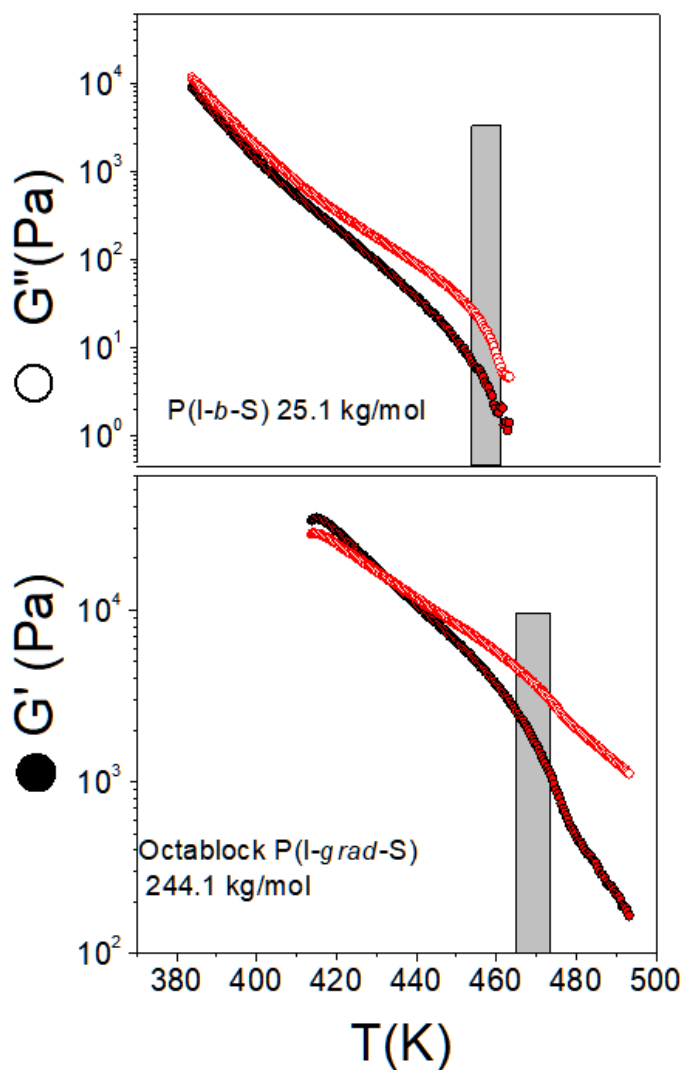 G"(Pa)
10⁴
10³
10²
10¹
10⁰
P(I-b-S) 25.1 kg/mol
G' (Pa)
10⁴
10³
10²
Octablock P(I-grad-S)
244.1 kg/mol
380 400 420 440 460 480 500
T(K)